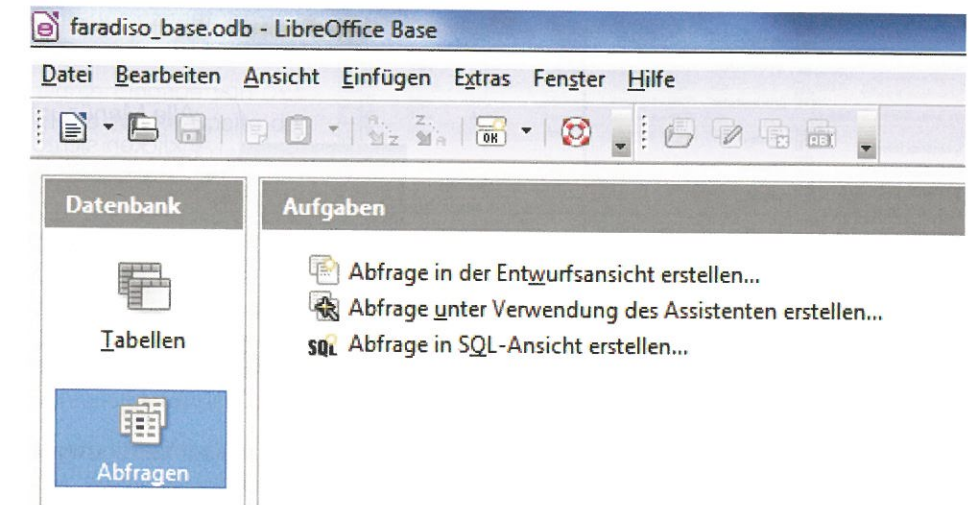 faradiso_base.odb - LibreOffice Base
Datei Bearbeiten Ansicht Einfügen Extras Fenster Hilfe
Datenbank
Aufgaben
Tabellen
Abfragen
Abfrage in der Entwurfsansicht erstellen...
Abfrage unter Verwendung des Assistenten erstellen...
SQL Abfrage in SQL-Ansicht erstellen...